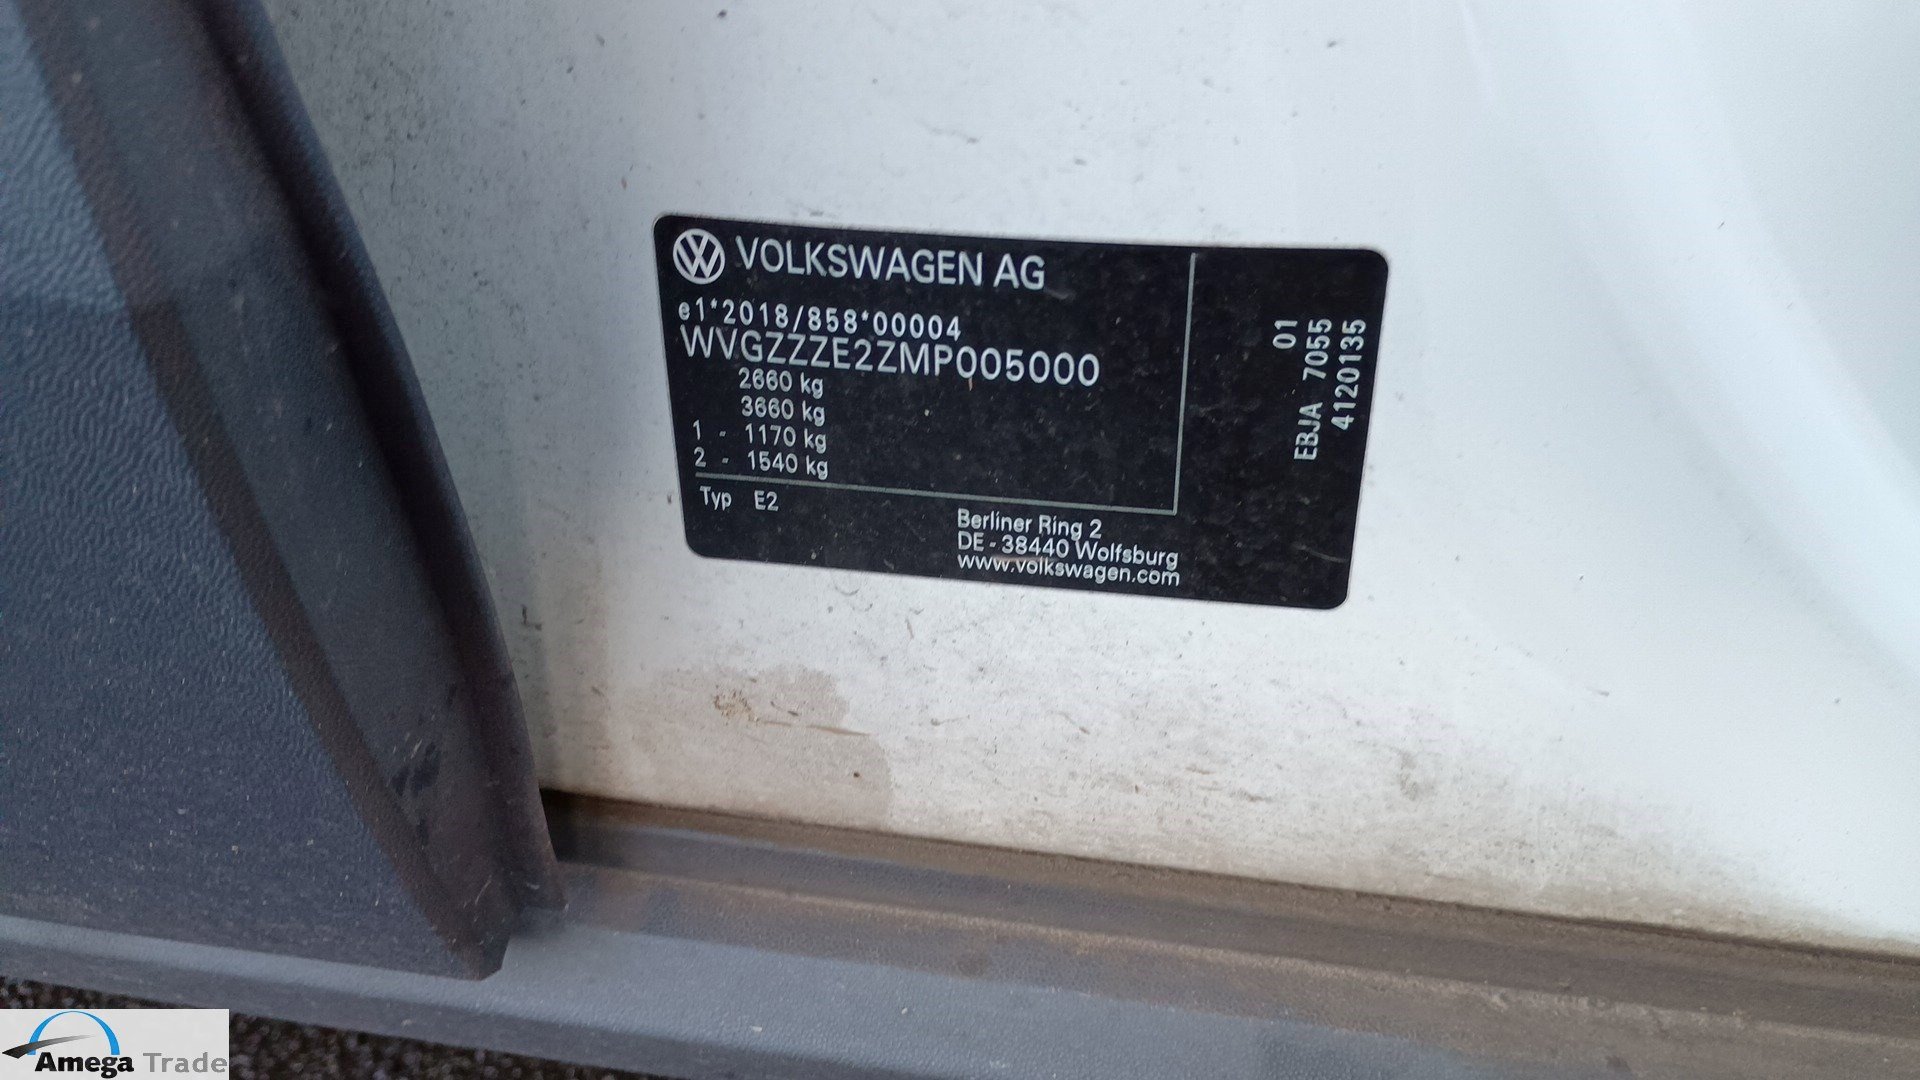 VOLKSWAGEN AG
e1*2018/858*00004
WVGZZZE2ZMP005000
2660 kg
3660 kg
1 - 1170 kg
2 - 1540 kg
Typ E2
Berliner Ring 2
DE - 38440 Wolfsburg
www.volkswagen.com
01
EBJA 7055
4120135
Amega Trade